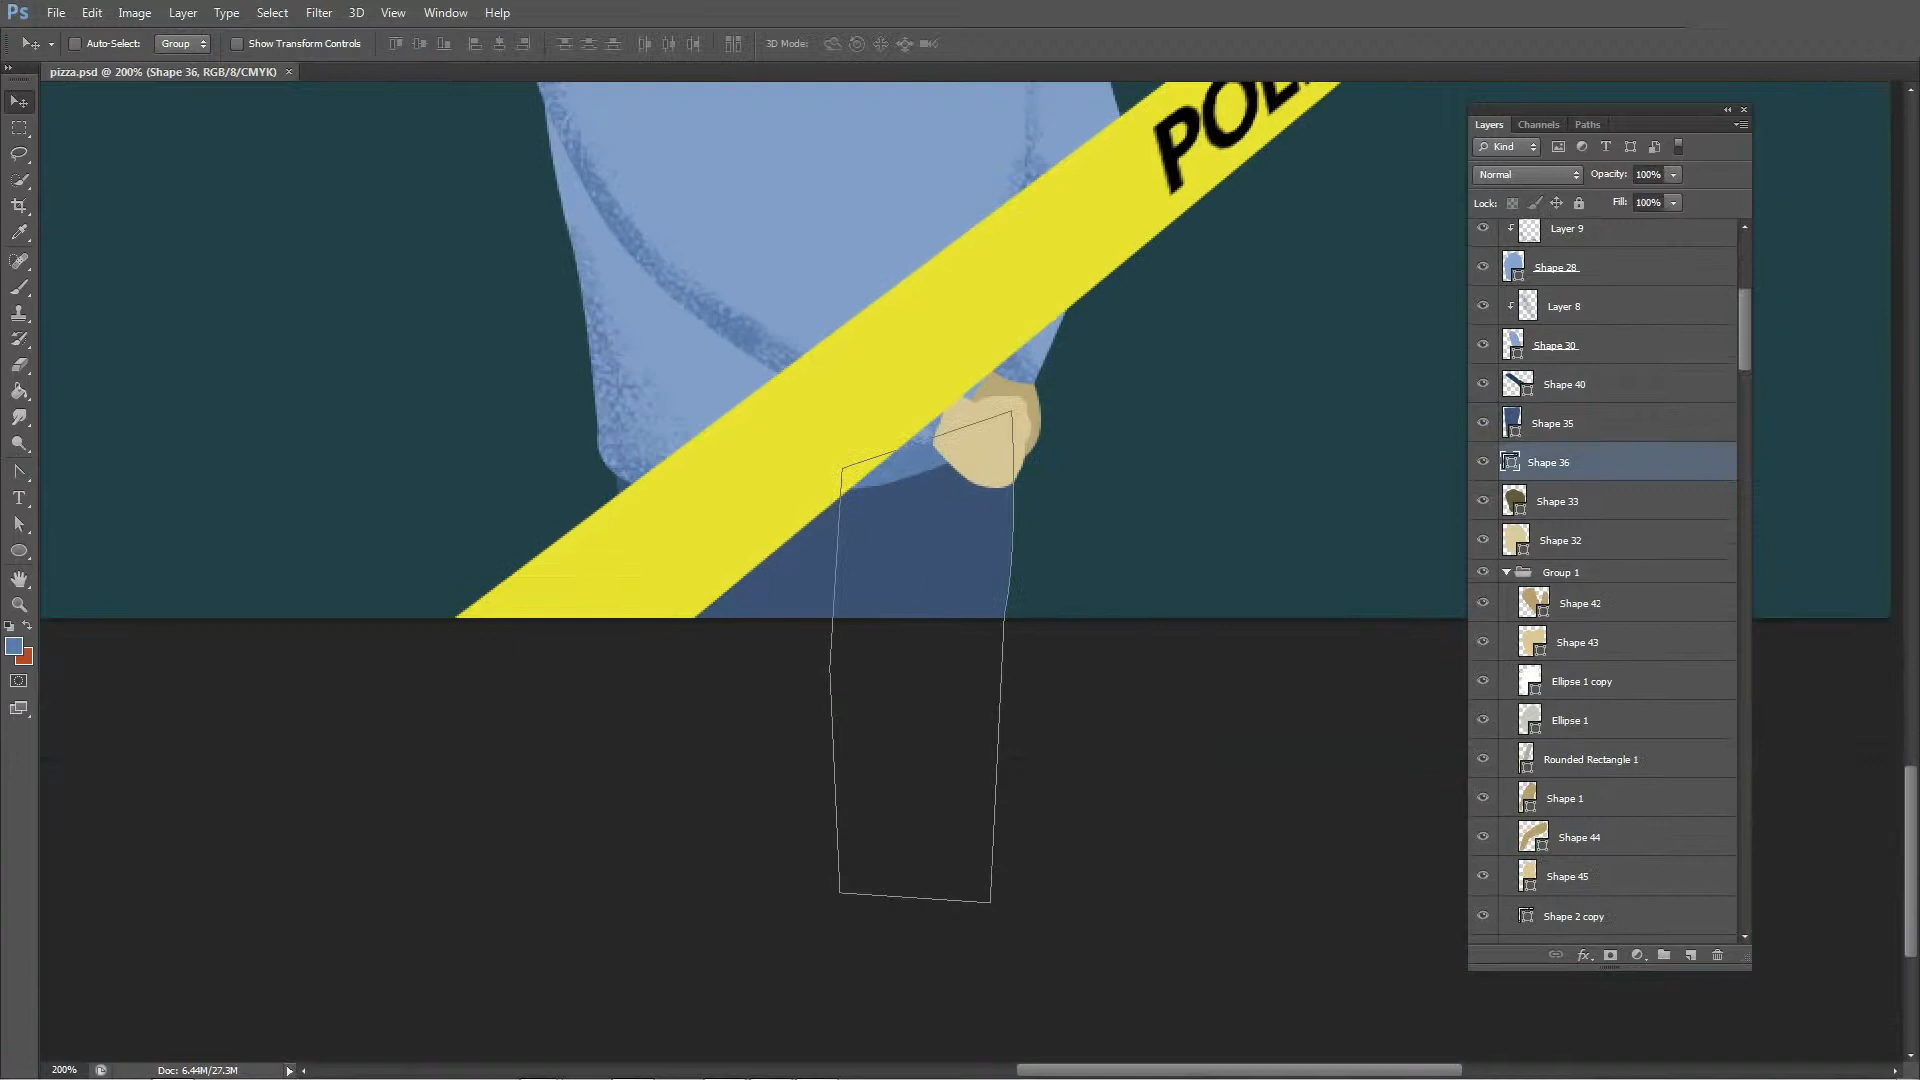 Ps File Edit Image Layer Type Select Filter 3D View Window Help
Auto-Select: Group Show Transform Controls 3D Mode:
pizza.psd @ 200% (Shape 36, RGB/8/CMYK) ×
Layers Channels Paths
Kind
Normal Opacity: 100%
Lock: Fill: 100%
Layer 9
Shape 28
Layer 8
Shape 30
Shape 40
Shape 35
Shape 36
Shape 33
Shape 32
Group 1
Shape 42
Shape 43
Ellipse 1 copy
Ellipse 1
Rounded Rectangle 1
Shape 1
Shape 44
Shape 45
Shape 2 copy
fx
200% Doc: 6.44M/27.3M